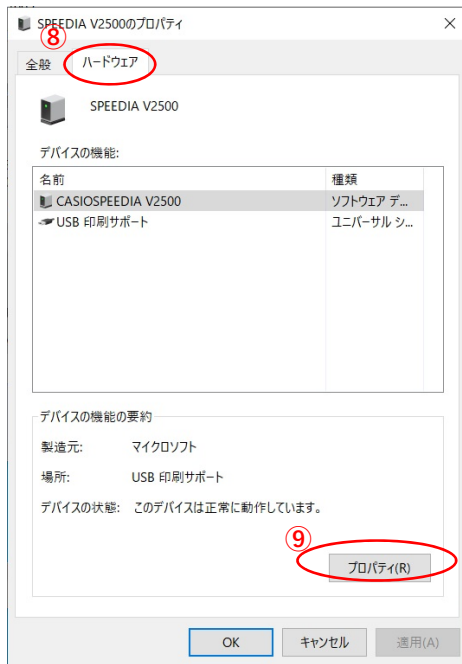 SPEEDIA V2500のプロパティ
⑧
全般 ハードウェア
SPEEDIA V2500
デバイスの機能:
名前 種類
CASIOSPEEDIA V2500 ソフトウェア デ...
USB 印刷サポート ユニバーサル シ...
デバイスの機能の要約
製造元: マイクロソフト
場所: USB 印刷サポート
デバイスの状態: このデバイスは正常に動作しています。
⑨
プロパティ(R)
OK キャンセル 適用(A)